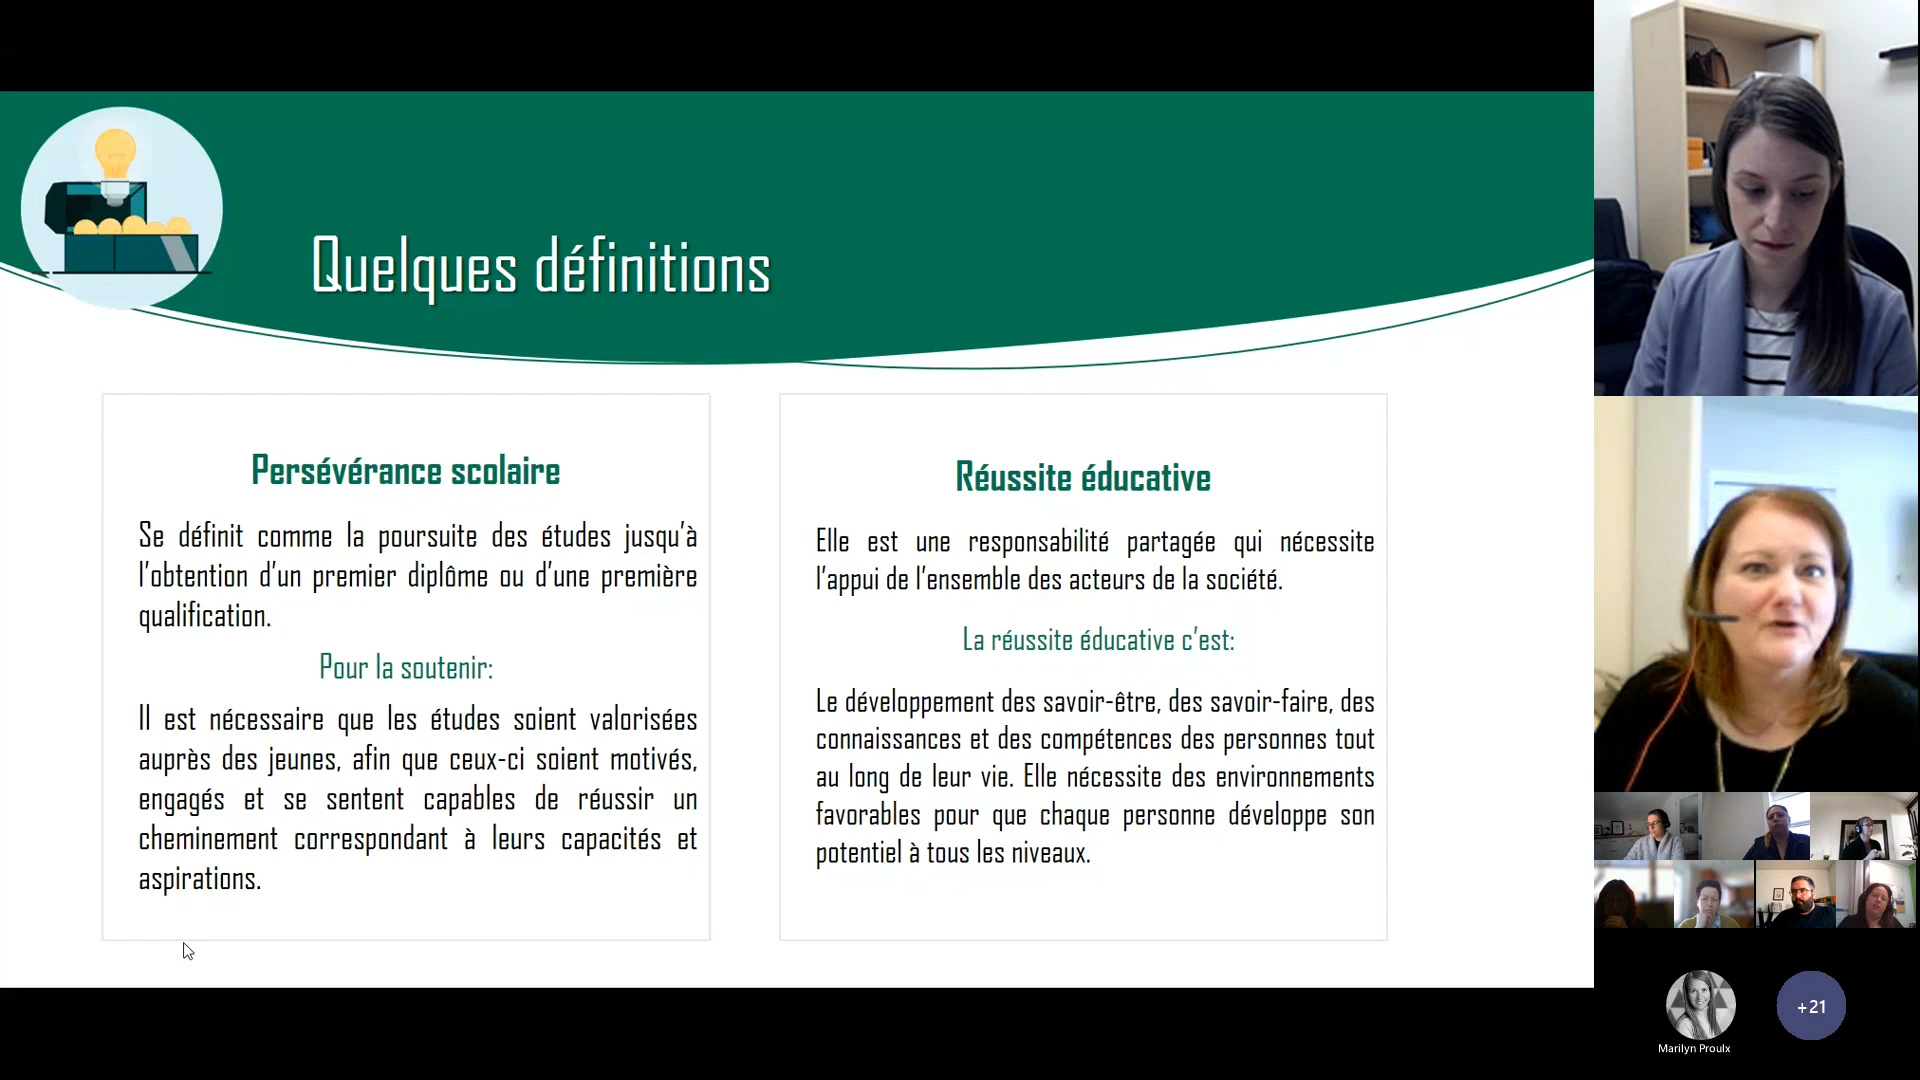 Quelques définitions
Persévérance scolaire
Se définit comme la poursuite des études jusqu’à
l’obtention d’un premier diplôme ou d’une première
qualification.
Pour la soutenir:
Il est nécessaire que les études soient valorisées
auprès des jeunes, afin que ceux-ci soient motivés,
engagés et se sentent capables de réussir un
cheminement correspondant à leurs capacités et
aspirations.
Réussite éducative
Elle est une responsabilité partagée qui nécessite
l’appui de l’ensemble des acteurs de la société.
La réussite éducative c’est:
Le développement des savoir-être, des savoir-faire, des
connaissances et des compétences des personnes tout
au long de leur vie. Elle nécessite des environnements
favorables pour que chaque personne développe son
potentiel à tous les niveaux.
+21
Marilyn Proulx